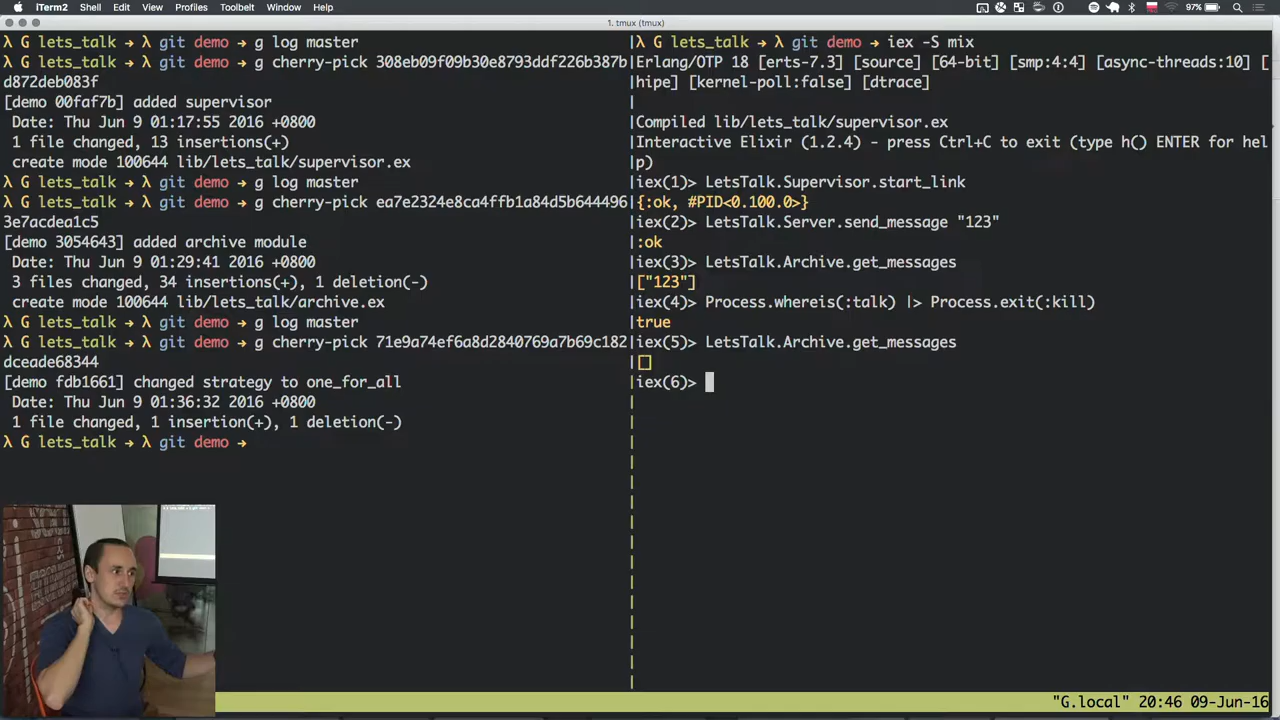 iTerm2 Shell Edit View Profiles Toolbelt Window Help 97%
1. tmux (tmux)
λ G lets_talk → λ git demo → g log master
λ G lets_talk → λ git demo → g cherry-pick 308eb09f09b30e8793ddf226b387b
d872deb083f
[demo 00faf7b] added supervisor
Date: Thu Jun 9 01:17:55 2016 +0800
1 file changed, 13 insertions(+)
create mode 100644 lib/lets_talk/supervisor.ex
λ G lets_talk → λ git demo → g log master
λ G lets_talk → λ git demo → g cherry-pick ea7e2324e8ca4ffb1a84d5b644496
3e7acdea1c5
[demo 3054643] added archive module
Date: Thu Jun 9 01:29:41 2016 +0800
3 files changed, 34 insertions(+), 1 deletion(-)
create mode 100644 lib/lets_talk/archive.ex
λ G lets_talk → λ git demo → g log master
λ G lets_talk → λ git demo → g cherry-pick 71e9a74ef6a8d2840769a7b69c182
dceade68344
[demo fdb1661] changed strategy to one_for_all
Date: Thu Jun 9 01:36:32 2016 +0800
1 file changed, 1 insertion(+), 1 deletion(-)
λ G lets_talk → λ git demo →
λ G lets_talk → λ git demo → iex -S mix
Erlang/OTP 18 [erts-7.3] [source] [64-bit] [smp:4:4] [async-threads:10] [
hipe] [kernel-poll:false] [dtrace]
Compiled lib/lets_talk/supervisor.ex
Interactive Elixir (1.2.4) - press Ctrl+C to exit (type h() ENTER for hel
p)
iex(1)> LetsTalk.Supervisor.start_link
{:ok, #PID<0.100.0>}
iex(2)> LetsTalk.Server.send_message "123"
:ok
iex(3)> LetsTalk.Archive.get_messages
["123"]
iex(4)> Process.whereis(:talk) |> Process.exit(:kill)
true
iex(5)> LetsTalk.Archive.get_messages
[]
iex(6)>
"G.local" 20:46 09-Jun-16